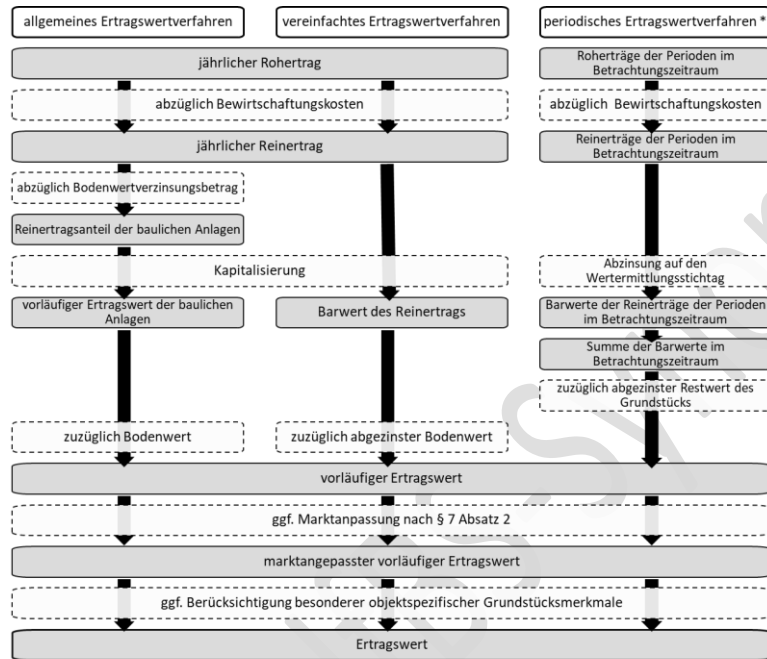 allgemeines Ertragswertverfahren
vereinfachtes Ertragswertverfahren
periodisches Ertragswertverfahren *
jährlicher Rohertrag
Roherträge der Perioden im
Betrachtungszeitraum
abzüglich Bewirtschaftungskosten
abzüglich Bewirtschaftungskosten
jährlicher Reinertrag
Reinerträge der Perioden im
Betrachtungszeitraum
abzüglich Bodenwertverzinsungsbetrag
Reinertragsanteil der baulichen Anlagen
Kapitalisierung
Abzinsung auf den
Wertermittlungsstichtag
vorläufiger Ertragswert der baulichen
Anlagen
Barwert des Reinertrags
Barwerte der Reinerträge der Perioden
im Betrachtungszeitraum
Summe der Barwerte im
Betrachtungszeitraum
zuzüglich abgezinster Restwert des
Grundstücks
zuzüglich Bodenwert
zuzüglich abgezinster Bodenwert
vorläufiger Ertragswert
ggf. Marktanpassung nach § 7 Absatz 2
marktangepasster vorläufiger Ertragswert
ggf. Berücksichtigung besonderer objektspezifischer Grundstücksmerkmale
Ertragswert